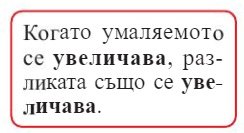 Когато умаляемото
се увеличава, раз-
ликата също се уве-
личава.